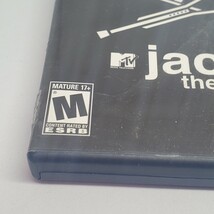 MTV jac
the
MATURE 17+
M
CONTENT RATED BY
ESRB